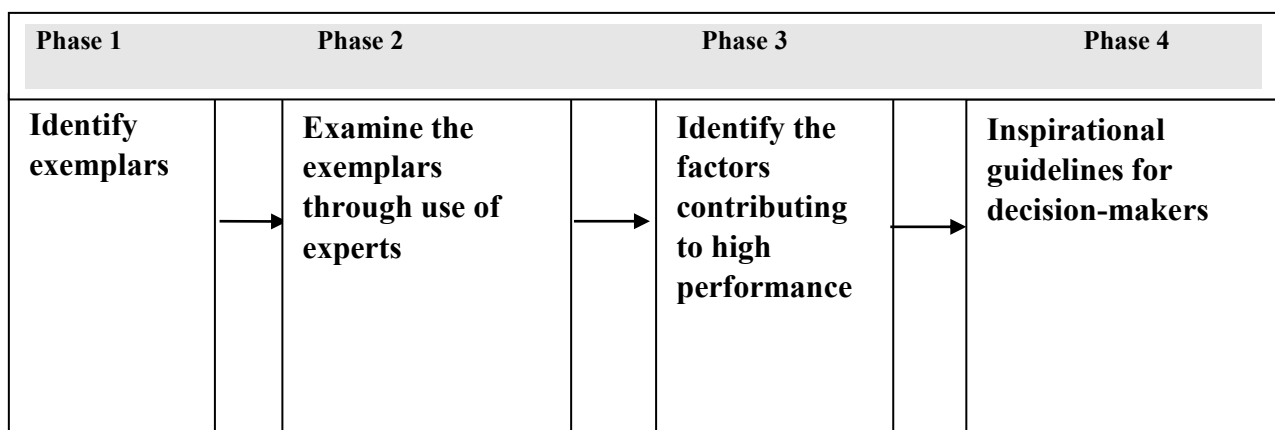 Phase 1 Phase 2 Phase 3 Phase 4
Identify
exemplars
Examine the
exemplars
through use of
experts
Identify the
factors
contributing
to high
performance
Inspirational
guidelines for
decision-makers